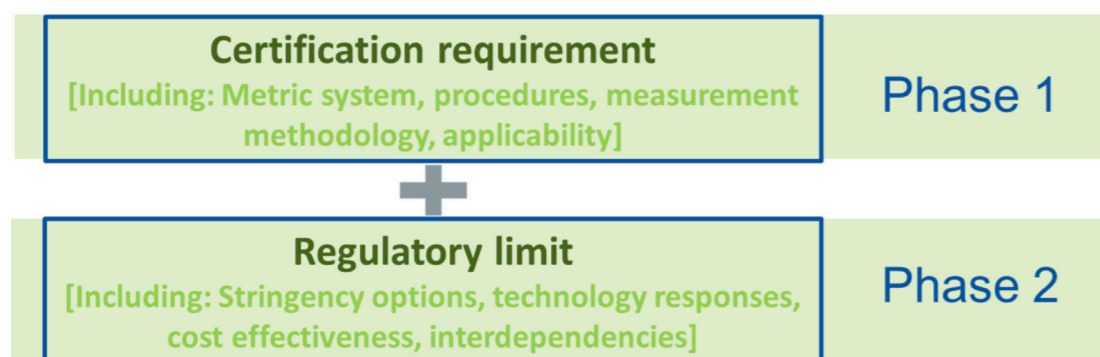 Certification requirement
[Including: Metric system, procedures, measurement
methodology, applicability]
Phase 1
Regulatory limit
[Including: Stringency options, technology responses,
cost effectiveness, interdependencies]
Phase 2